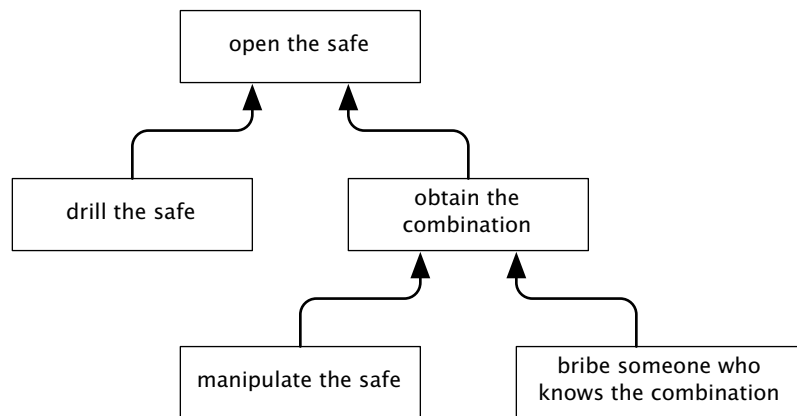 open the safe
drill the safe
obtain the
combination
manipulate the safe
bribe someone who
knows the combination